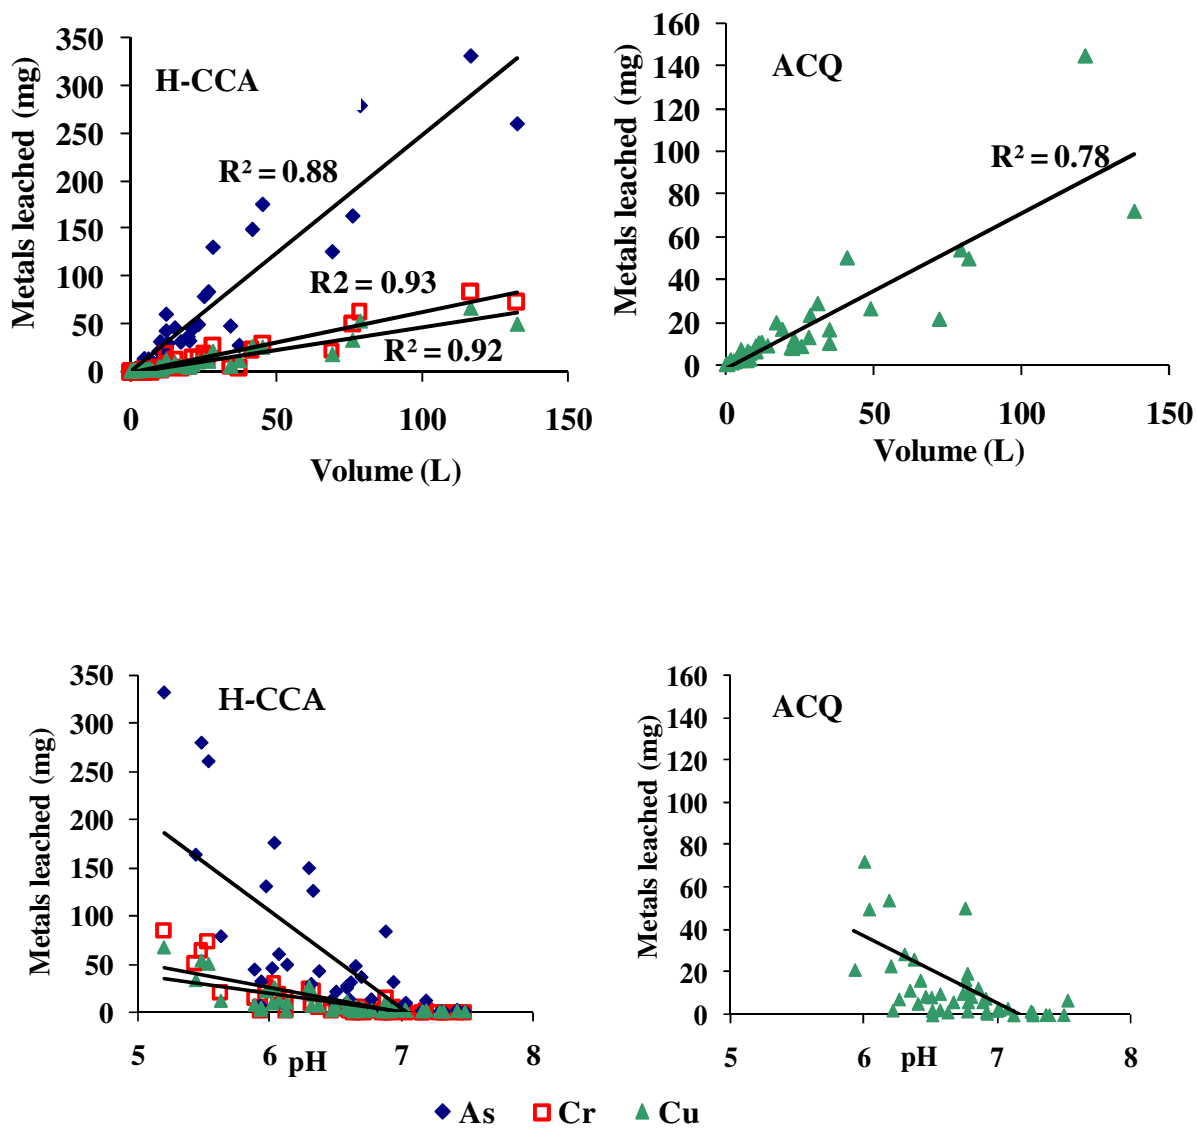 Metals leached (mg)
350
300
250
200
150
100
50
0
H-CCA
R² = 0.88
R2 = 0.93
R² = 0.92
0 50 100 150
Volume (L)
Metals leached (mg)
160
140
120
100
80
60
40
20
0
ACQ
R² = 0.78
0 50 100 150
Volume (L)
Metals leached (mg)
350
300
250
200
150
100
50
0
H-CCA
5 6 7 8
pH
Metals leached (mg)
160
140
120
100
80
60
40
20
0
ACQ
5 6 7 8
pH
As Cr Cu